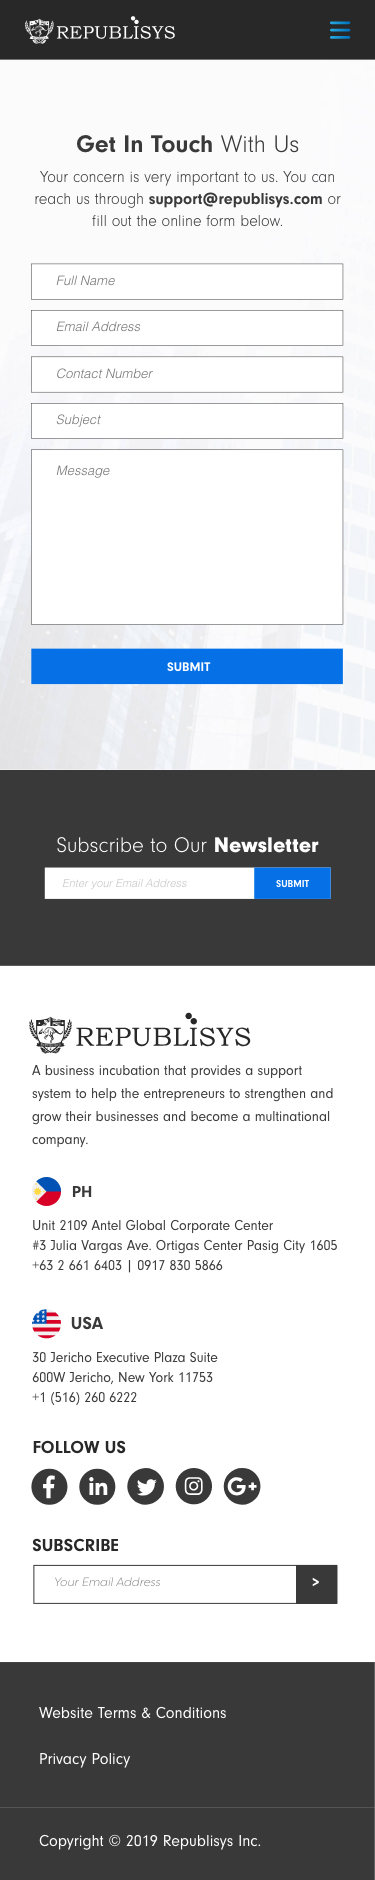 REPUBLISYS
Get In Touch With Us
Your concern is very important to us. You can
reach us through support@republisys.com or
fill out the online form below.
Full Name
Email Address
Contact Number
Subject
Message
SUBMIT
Subscribe to Our Newsletter
Enter your Email Address
SUBMIT
REPUBLISYS
A business incubation that provides a support
system to help the entrepreneurs to strengthen and
grow their businesses and become a multinational
company.
PH
Unit 2109 Antel Global Corporate Center
#3 Julia Vargas Ave. Ortigas Center Pasig City 1605
+63 2 661 6403 | 0917 830 5866
USA
30 Jericho Executive Plaza Suite
600W Jericho, New York 11753
+1 (516) 260 6222
FOLLOW US
f in G+
SUBSCRIBE
Your Email Address >
Website Terms & Conditions
Privacy Policy
Copyright © 2019 Republisys Inc.